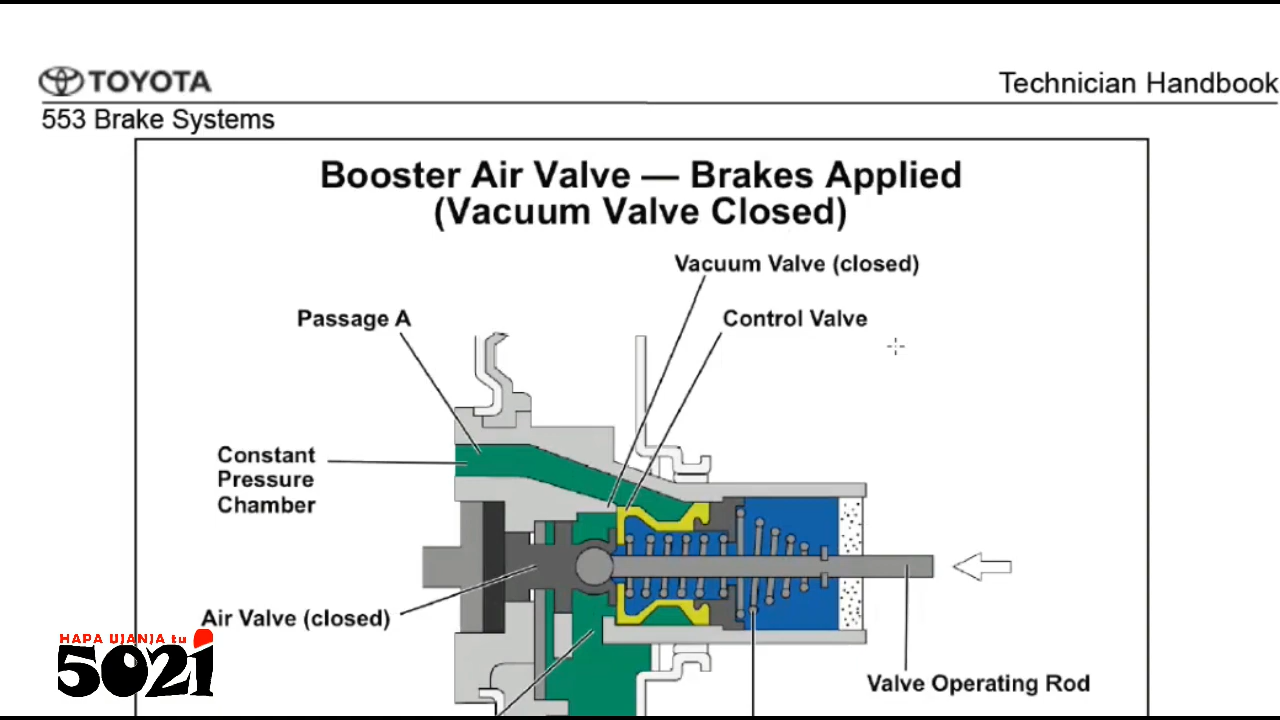 TOYOTA
Technician Handbook
553 Brake Systems
Booster Air Valve — Brakes Applied
(Vacuum Valve Closed)
Vacuum Valve (closed)
Passage A
Control Valve
Constant
Pressure
Chamber
Air Valve (closed)
Valve Operating Rod
HAPA UJANJA tu
5021